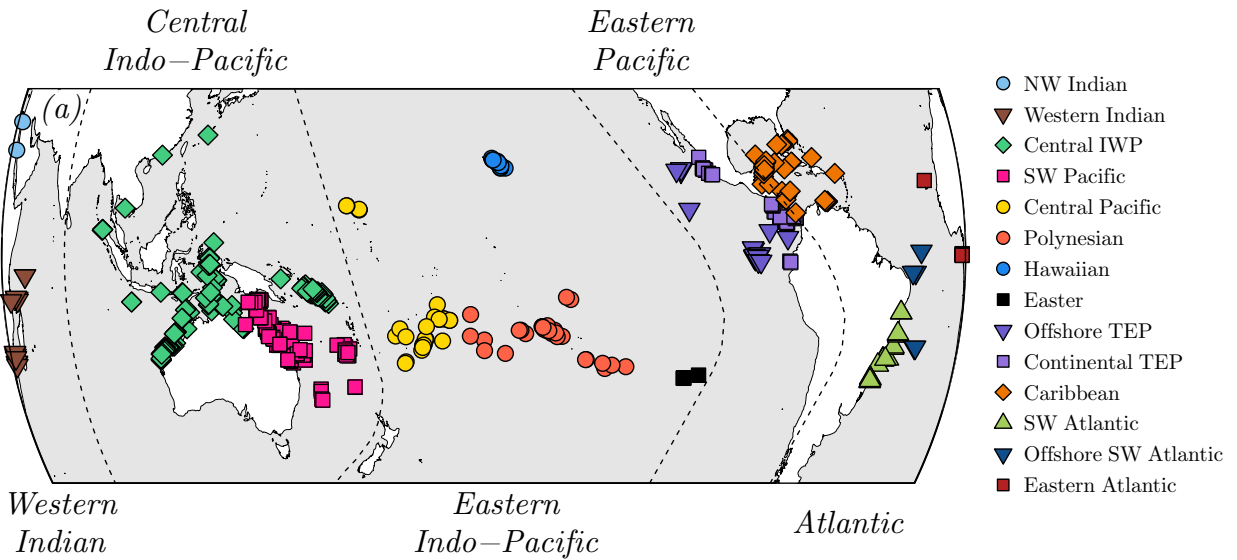 Central
Indo−Pacific
Eastern
Pacific
(a)
NW Indian
Western Indian
Central IWP
SW Pacific
Central Pacific
Polynesian
Hawaiian
Easter
Offshore TEP
Continental TEP
Caribbean
SW Atlantic
Offshore SW Atlantic
Eastern Atlantic
Western
Indian
Eastern
Indo−Pacific
Atlantic